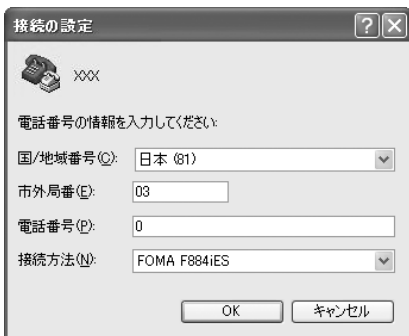 接続の設定
XXX
電話番号の情報を入力してください:
国/地域番号(C): 日本 (81)
市外局番(E): 03
電話番号(P): 0
接続方法(N): FOMA F884iES
OK キャンセル